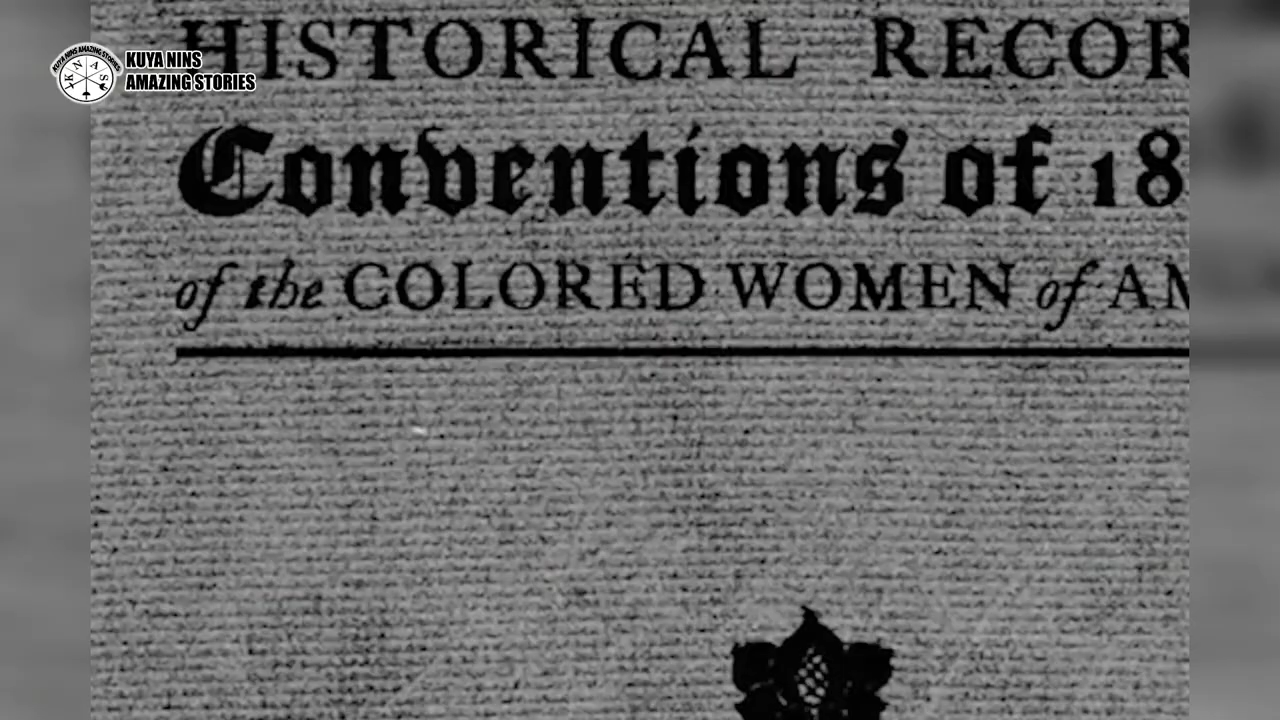 KUYA NINS
AMAZING STORIES
HISTORICAL RECOR
Conventions of 18
of the COLORED WOMEN of AM